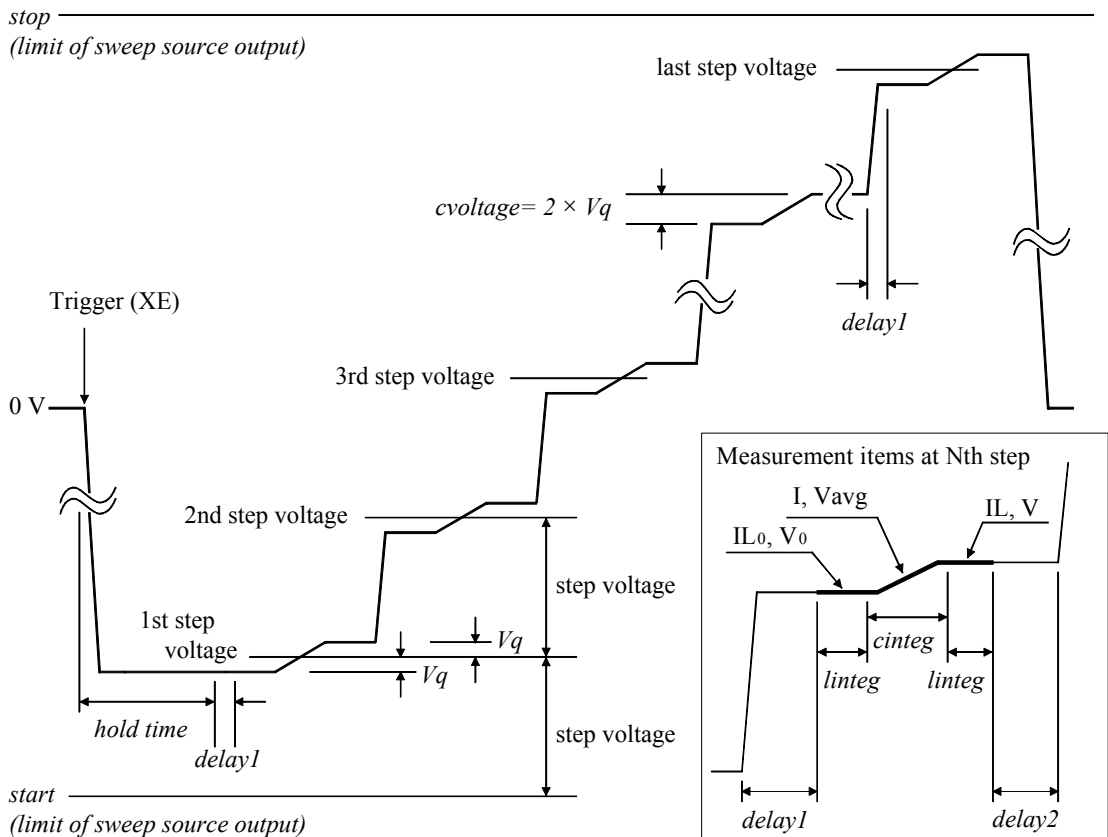 stop
(limit of sweep source output)
last step voltage
cvoltage= 2 × Vq
delay1
Trigger (XE)
3rd step voltage
0 V
2nd step voltage
step voltage
1st step
voltage
Vq
Vq
hold time
delay1
step voltage
start
(limit of sweep source output)
Measurement items at Nth step
I, Vavg
IL0, V0
IL, V
cinteg
linteg
linteg
delay1
delay2